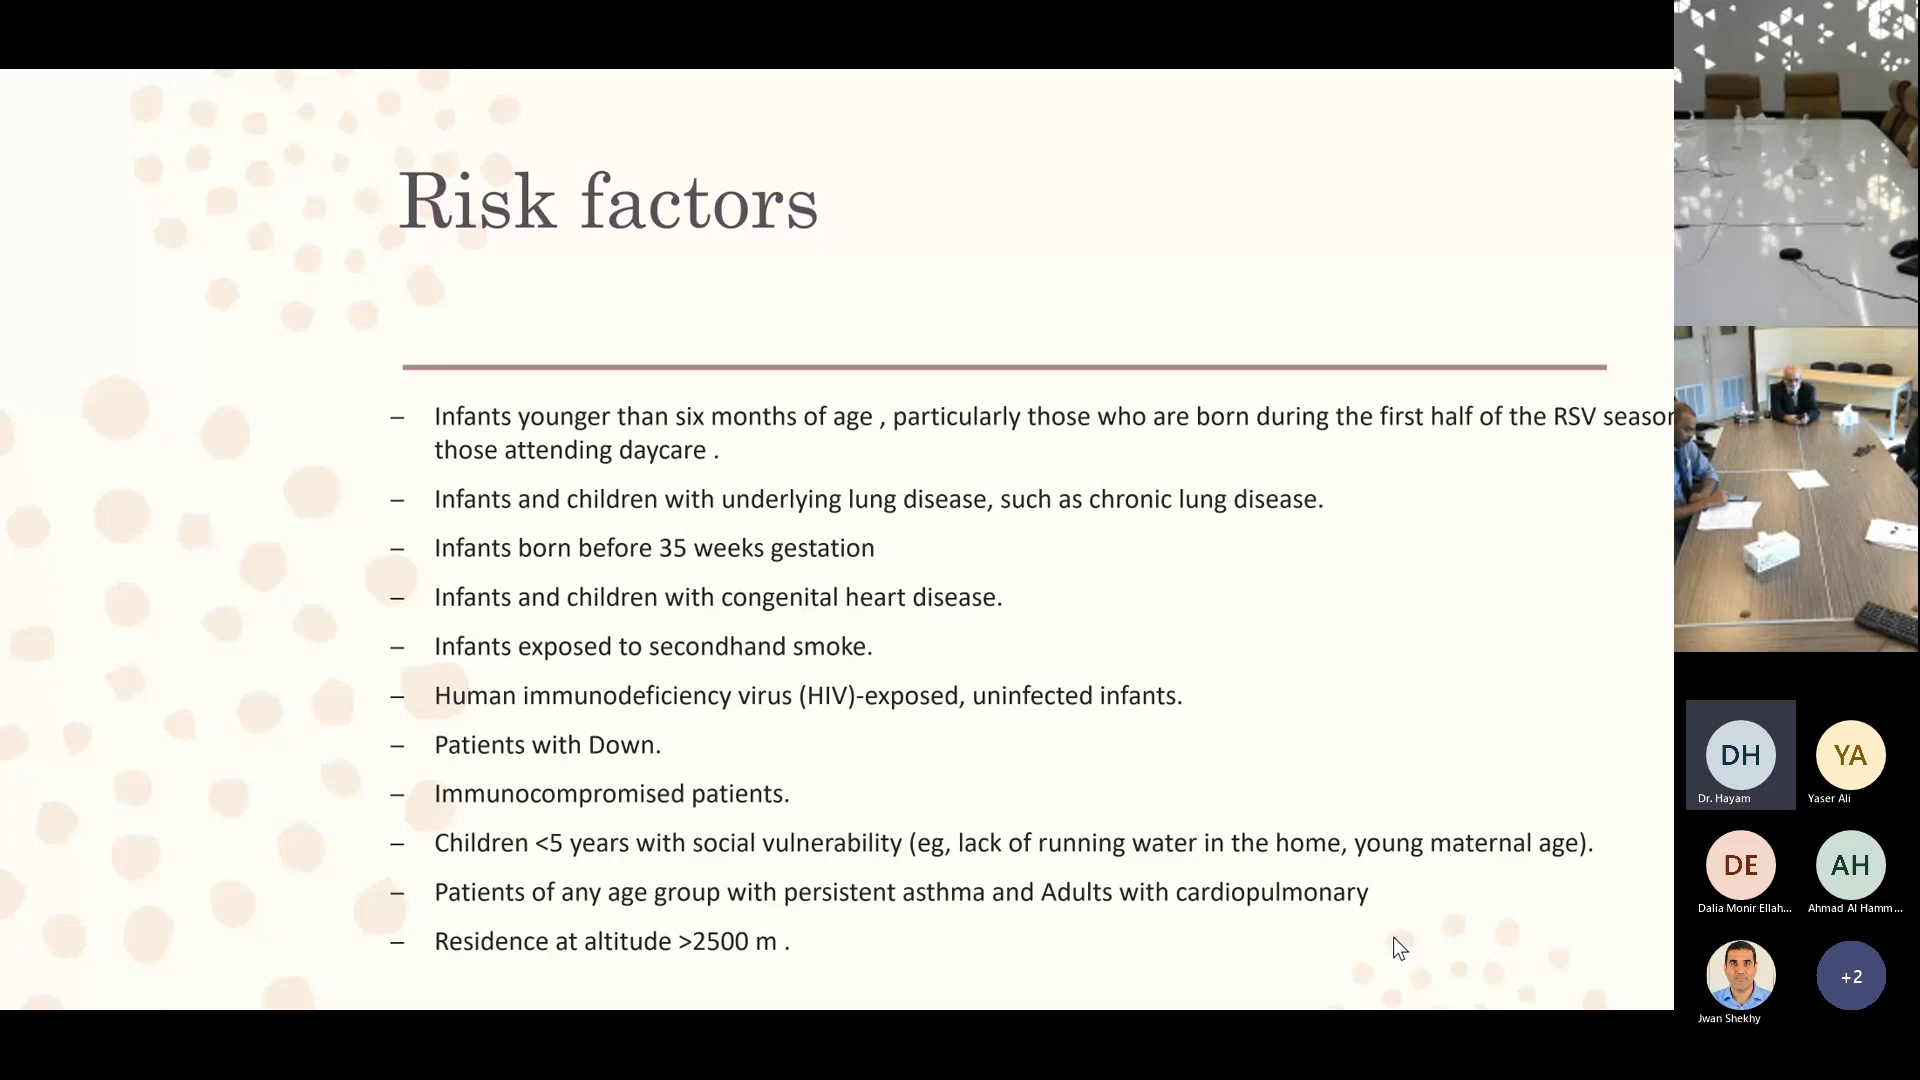 Risk factors
– Infants younger than six months of age , particularly those who are born during the first half of the RSV season
those attending daycare .
– Infants and children with underlying lung disease, such as chronic lung disease.
– Infants born before 35 weeks gestation
– Infants and children with congenital heart disease.
– Infants exposed to secondhand smoke.
– Human immunodeficiency virus (HIV)-exposed, uninfected infants.
– Patients with Down.
– Immunocompromised patients.
– Children <5 years with social vulnerability (eg, lack of running water in the home, young maternal age).
– Patients of any age group with persistent asthma and Adults with cardiopulmonary
– Residence at altitude >2500 m .
DH
Dr. Hayam
YA
Yaser Ali
DE
Dalia Monir Ellah...
AH
Ahmad Al Hamm...
Jwan Shekhy
+2